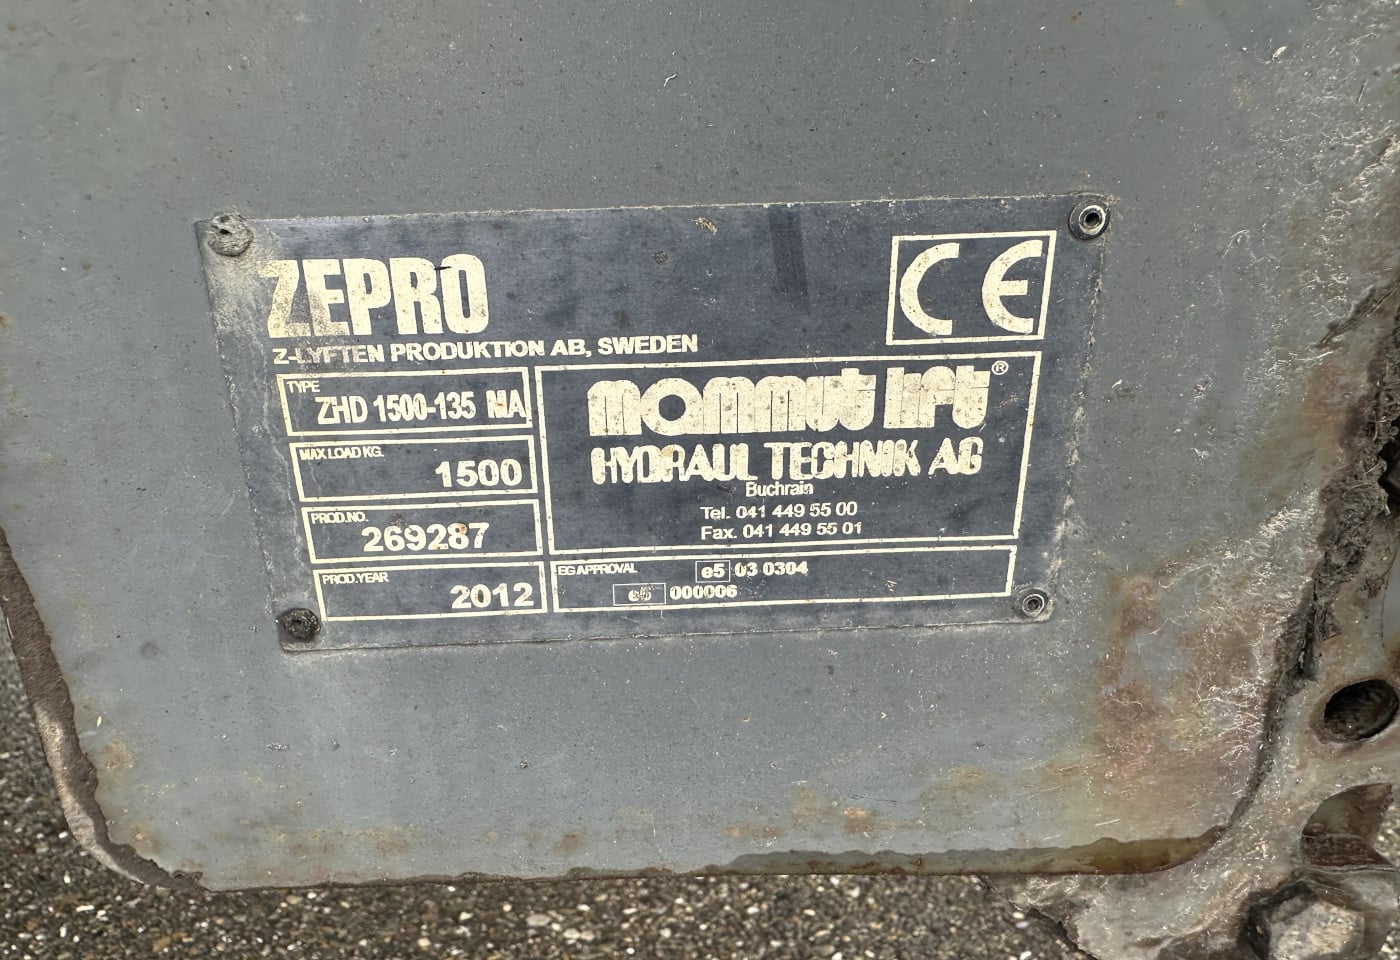 ZEPRO
CE
Z-LYFTEN PRODUKTION AB, SWEDEN
TYPE
ZHD 1500-135 MA
MAX LOAD KG.
1500
PROD.NO.
269287
PROD.YEAR
2012
mammut lift®
HYDRAUL TECHNIK AG
Buchrain
Tel. 041 449 55 00
Fax. 041 449 55 01
EG APPROVAL e5 03 0304
e5 000006